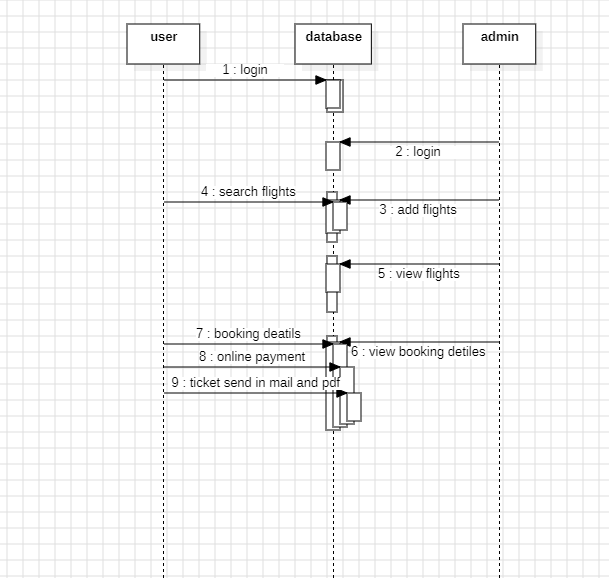 user
database
admin
1 : login
2 : login
4 : search flights
3 : add flights
5 : view flights
7 : booking deatils
6 : view booking detiles
8 : online payment
9 : ticket send in mail and pdf